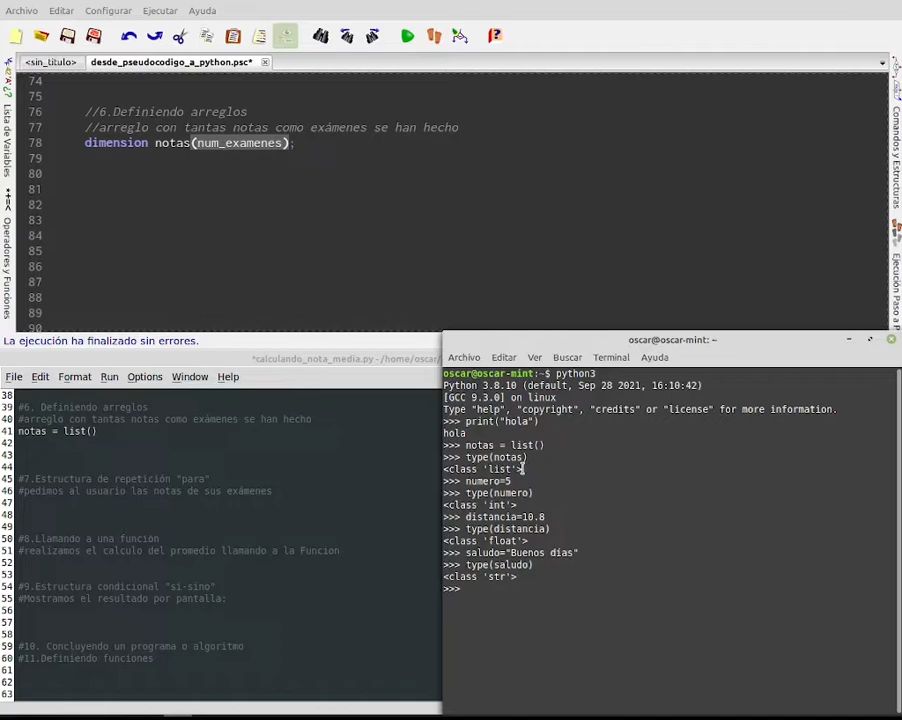 Archivo Editar Configurar Ejecutar Ayuda
<sin_titulo> desde_pseudocodigo_a_python.psc*
Lista de Variables
Operadores y Funciones
74
75
76 //6.Definiendo arreglos
77 //arreglo con tantas notas como exámenes se han hecho
78 dimension notas(num_examenes);
79
80
81
82
83
84
85
86
87
88
89
90
Comandos y Estructuras
Ejecución Paso a P
La ejecución ha finalizado sin errores.
*calculando_nota_media.py - /home/oscar/
File Edit Format Run Options Window Help
38
39 #6. Definiendo arreglos
40 #arreglo con tantas notas como exámenes se han hecho
41 notas = list()
42
43
44
45 #7.Estructura de repetición "para"
46 #pedimos al usuario las notas de sus exámenes
47
48
49
50 #8.Llamando a una función
51 #realizamos el calculo del promedio llamando a la Funcion
52
53
54 #9.Estructura condicional "si-sino"
55 #Mostramos el resultado por pantalla:
56
57
58
59 #10. Concluyendo un programa o algoritmo
60 #11.Definiendo funciones
61
62
63
oscar@oscar-mint: ~
Archivo Editar Ver Buscar Terminal Ayuda
oscar@oscar-mint:~$ python3
Python 3.8.10 (default, Sep 28 2021, 16:10:42)
[GCC 9.3.0] on linux
Type "help", "copyright", "credits" or "license" for more information.
>>> print("hola")
hola
>>> notas = list()
>>> type(notas)
<class 'list'>
>>> numero=5
>>> type(numero)
<class 'int'>
>>> distancia=10.8
>>> type(distancia)
<class 'float'>
>>> saludo="Buenos días"
>>> type(saludo)
<class 'str'>
>>>